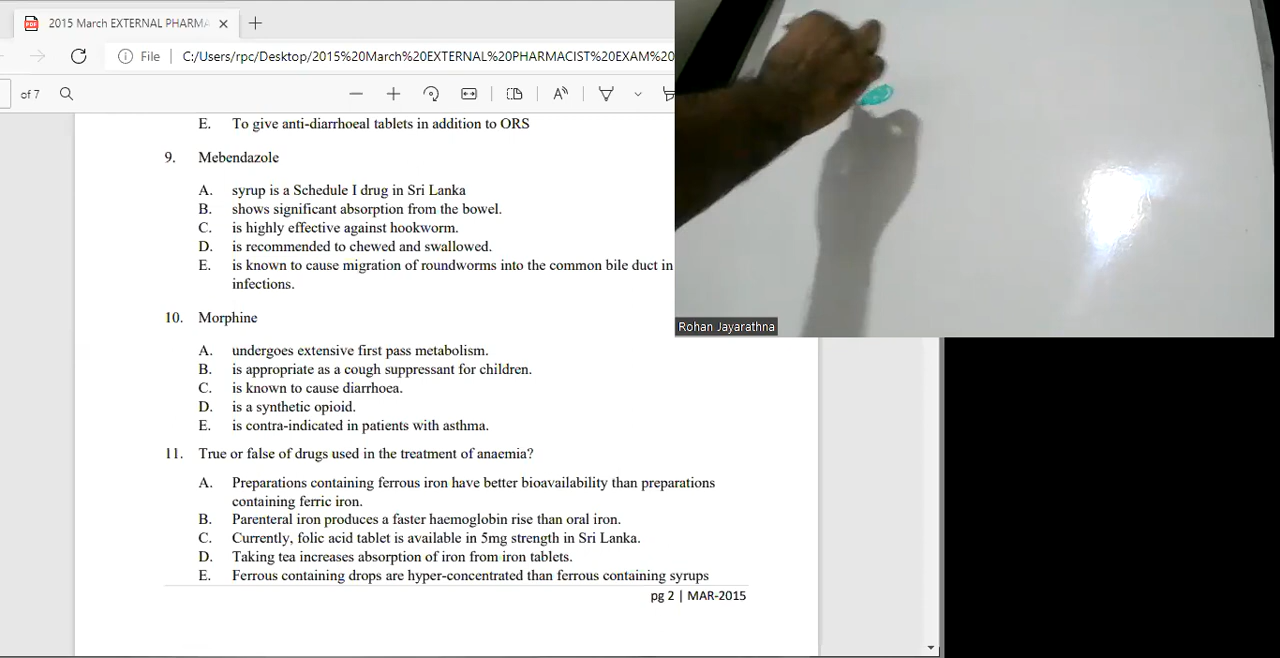 2015 March EXTERNAL PHARMA
File
C:/Users/rpc/Desktop/2015%20March%20EXTERNAL%20PHARMACIST%20EXAM%20
of 7
E. To give anti-diarrhoeal tablets in addition to ORS
9. Mebendazole
A. syrup is a Schedule I drug in Sri Lanka
B. shows significant absorption from the bowel.
C. is highly effective against hookworm.
D. is recommended to chewed and swallowed.
E. is known to cause migration of roundworms into the common bile duct in
infections.
10. Morphine
A. undergoes extensive first pass metabolism.
B. is appropriate as a cough suppressant for children.
C. is known to cause diarrhoea.
D. is a synthetic opioid.
E. is contra-indicated in patients with asthma.
11. True or false of drugs used in the treatment of anaemia?
A. Preparations containing ferrous iron have better bioavailability than preparations
containing ferric iron.
B. Parenteral iron produces a faster haemoglobin rise than oral iron.
C. Currently, folic acid tablet is available in 5mg strength in Sri Lanka.
D. Taking tea increases absorption of iron from iron tablets.
E. Ferrous containing drops are hyper-concentrated than ferrous containing syrups
pg 2 | MAR-2015
Rohan Jayarathna